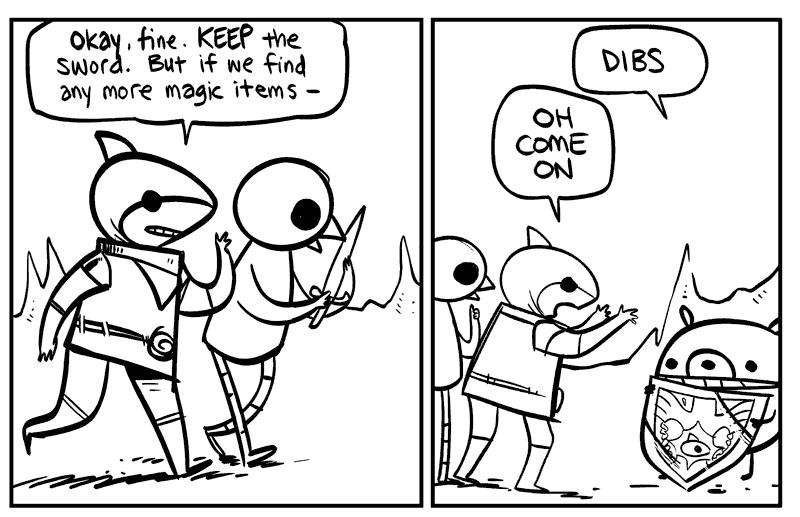 Okay, fine. KEEP the
sword. But if we find
any more magic items –
DIBS
OH
COME
ON